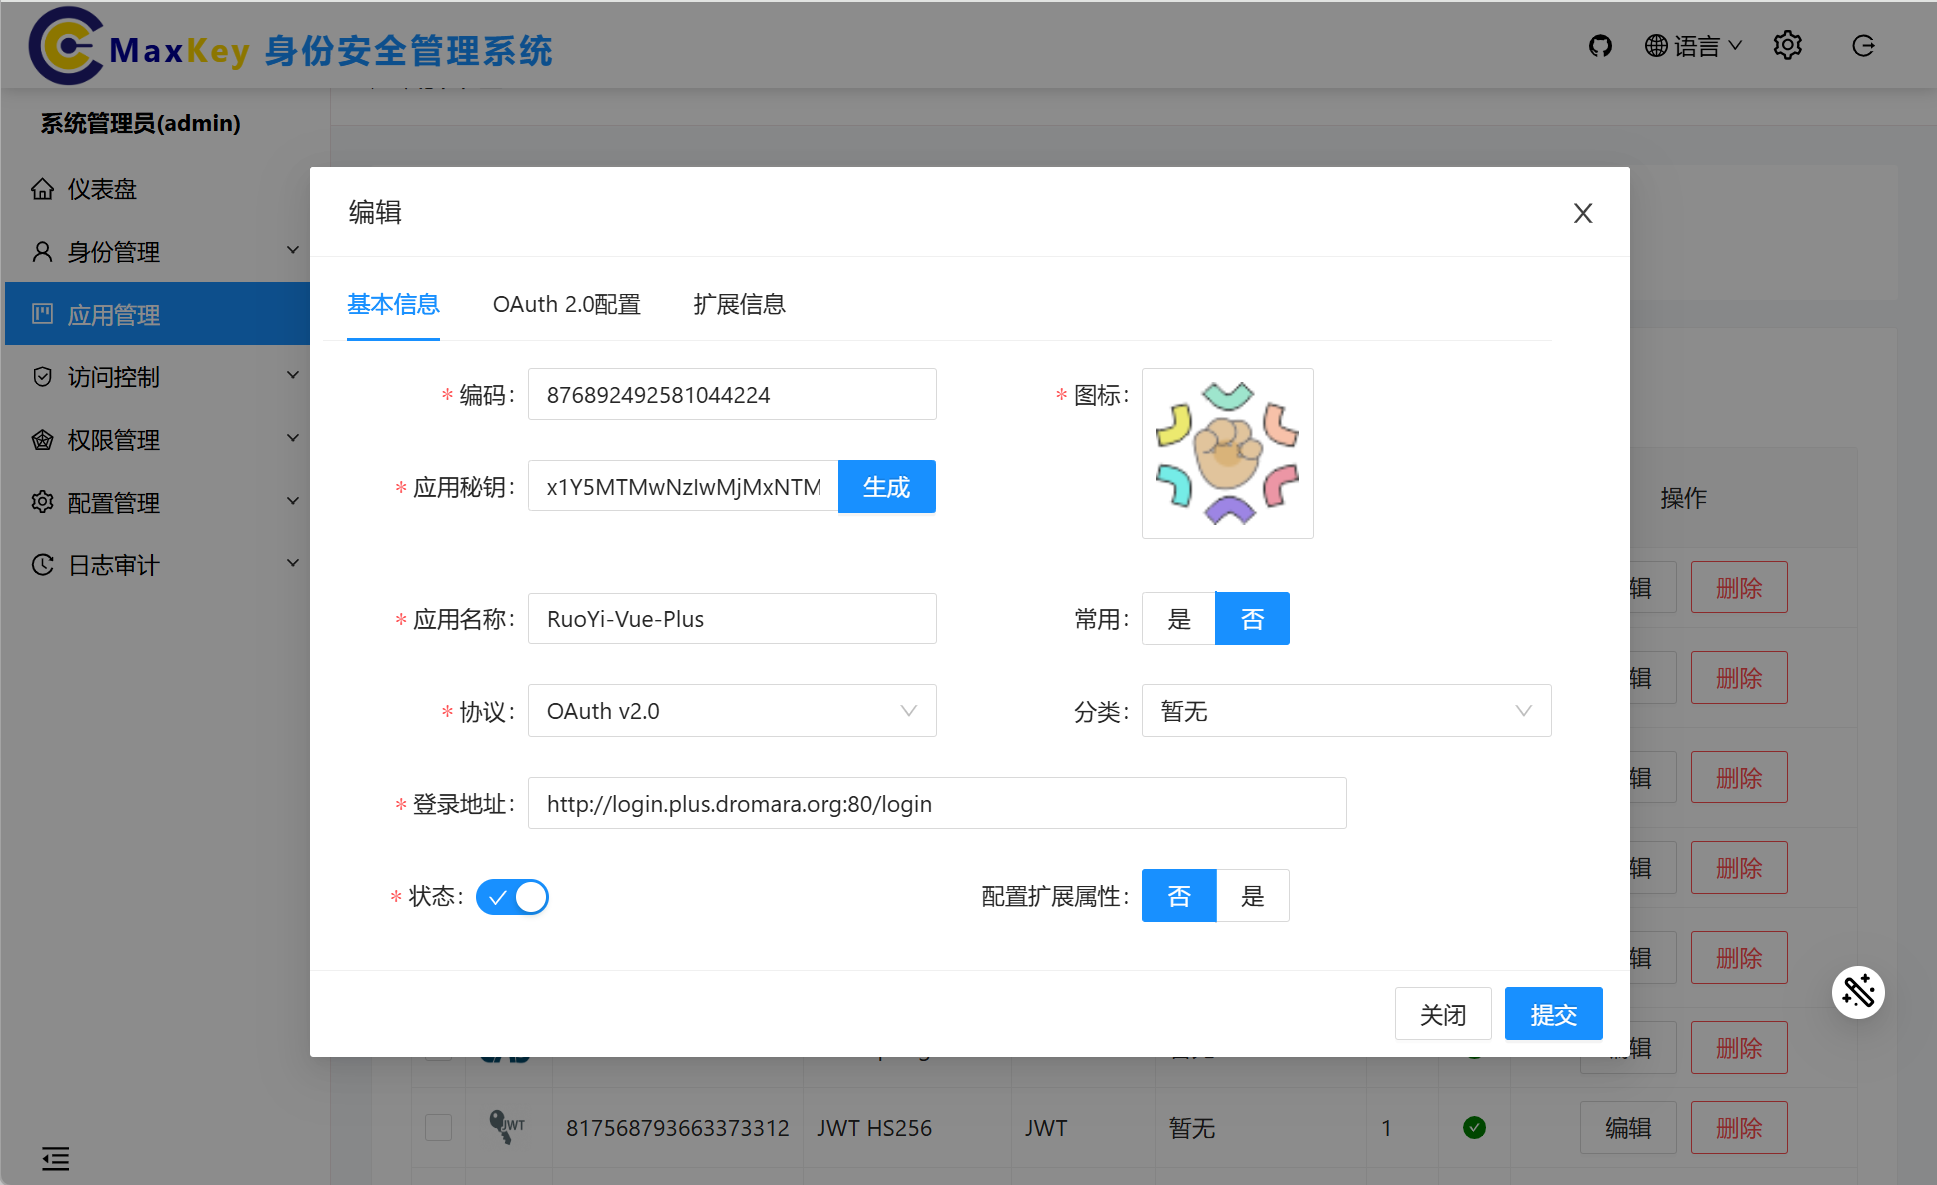 MaxKey 身份安全管理系统
语言
系统管理员(admin)
仪表盘
身份管理
应用管理
访问控制
权限管理
配置管理
日志审计
编辑
基本信息
OAuth 2.0配置
扩展信息
* 编码:
876892492581044224
* 图标:
* 应用秘钥:
x1Y5MTMwNzIwMjMxNTM
生成
* 应用名称:
RuoYi-Vue-Plus
常用:
是
否
* 协议:
OAuth v2.0
分类:
暂无
* 登录地址:
http://login.plus.dromara.org:80/login
* 状态:
配置扩展属性:
否
是
关闭
提交
操作
辑
删除
辑
删除
辑
删除
辑
删除
辑
删除
辑
删除
JWT
817568793663373312
JWT HS256
JWT
暂无
1
编辑
删除